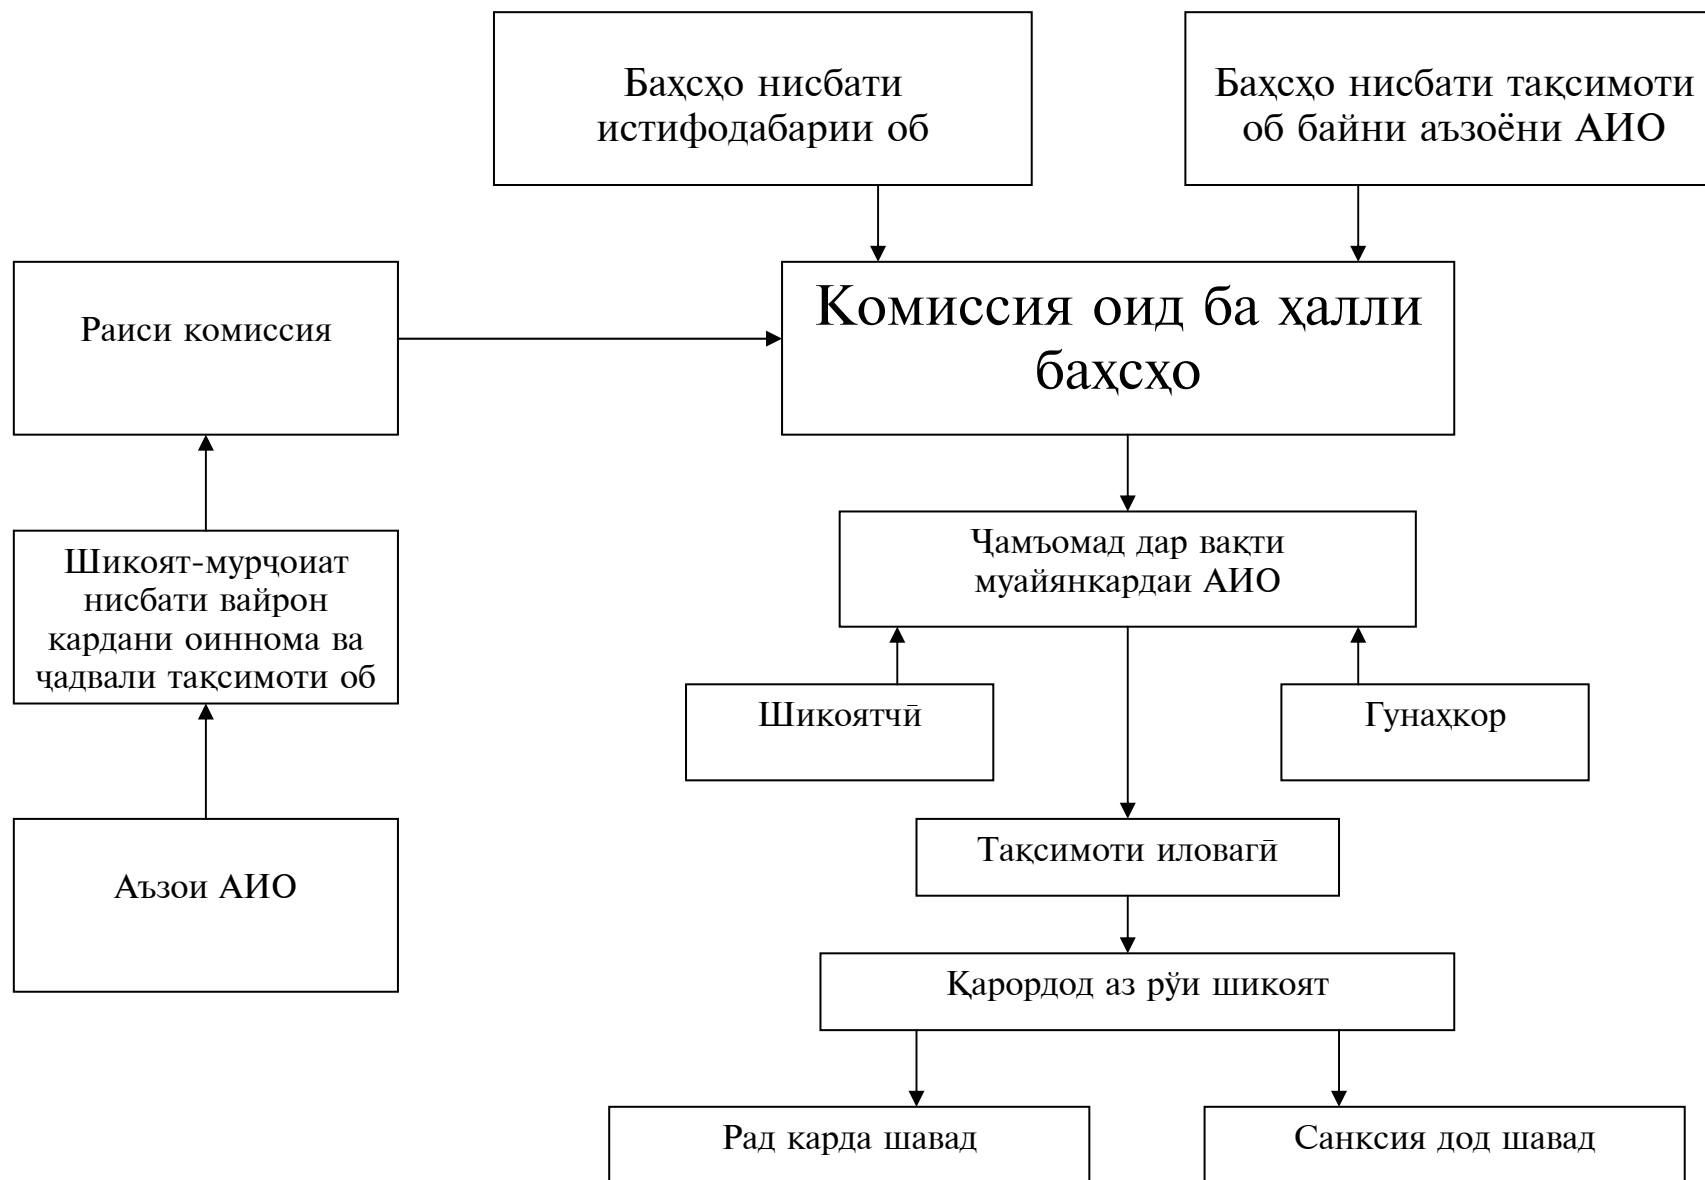 Баҳсҳо нисбати
истифодабарии об
Баҳсҳо нисбати тақсимоти
об байни аъзоёни АИО
Раиси комиссия
Комиссия оид ба ҳалли
баҳсҳо
Шикоят-мурҷоиат
нисбати вайрон
кардани оиннома ва
ҷадвали тақсимоти об
Ҷамъомад дар вақти
муайянкардаи АИО
Шикоятчӣ
Гунаҳкор
Аъзои АИО
Тақсимоти иловагӣ
Қарордод аз рӯи шикоят
Рад карда шавад
Санксия дод шавад